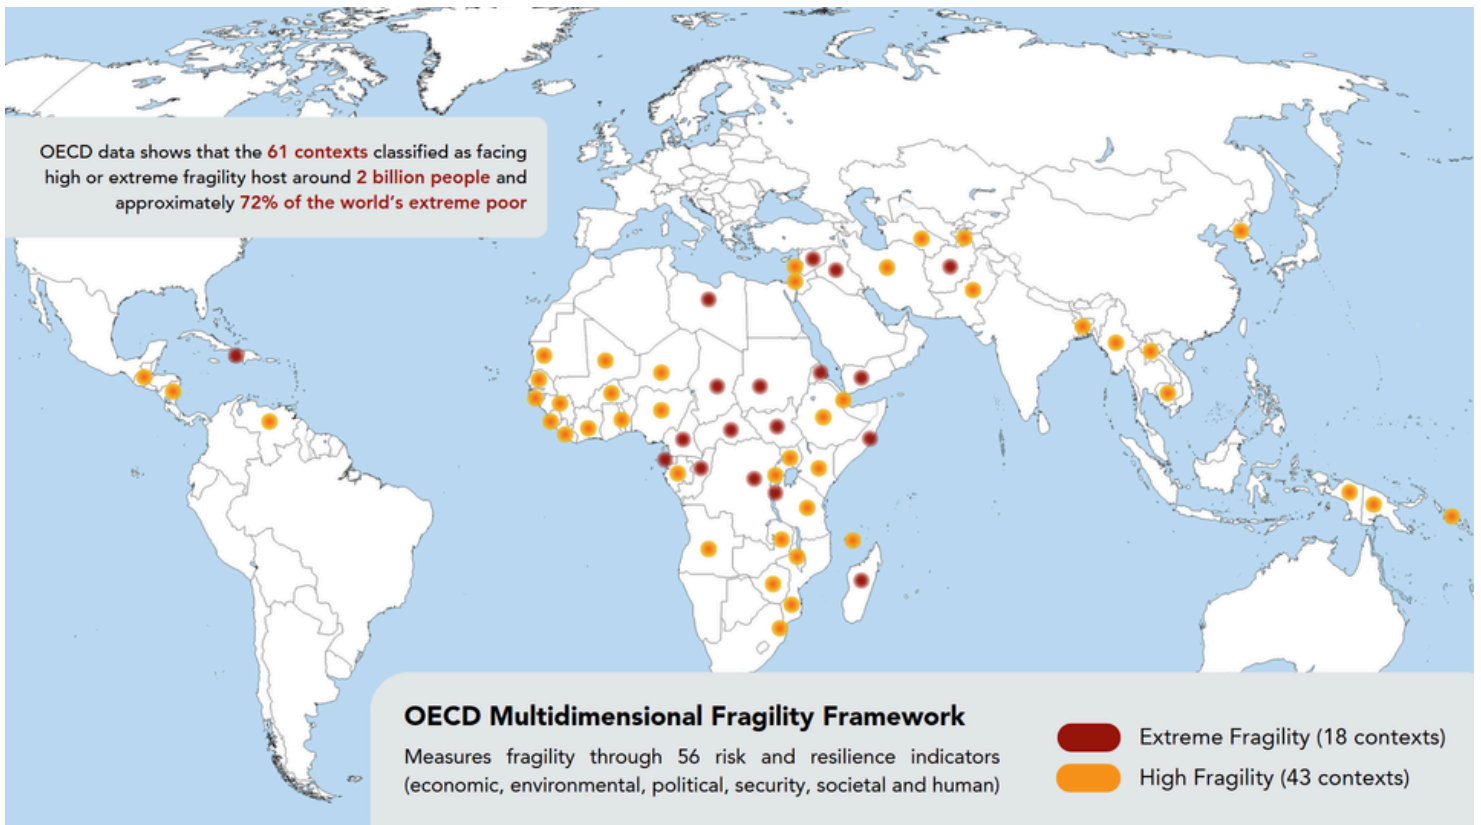 OECD data shows that the 61 contexts classified as facing
high or extreme fragility host around 2 billion people and
approximately 72% of the world's extreme poor
OECD Multidimensional Fragility Framework
Measures fragility through 56 risk and resilience indicators
(economic, environmental, political, security, societal and human)
Extreme Fragility (18 contexts)
High Fragility (43 contexts)